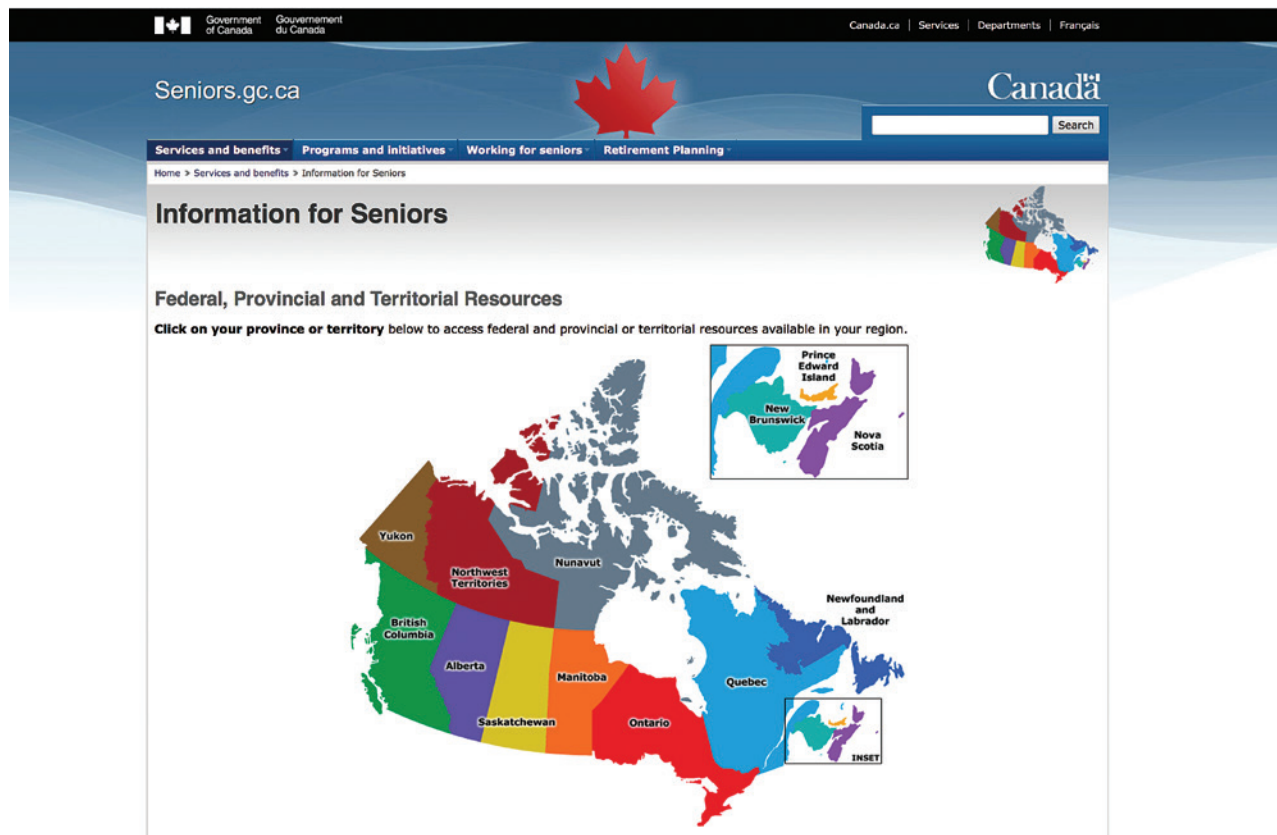 Government of Canada
Gouvernement du Canada
Canada.ca | Services | Departments | Français
Seniors.gc.ca
Canada
Search
Services and benefits
Programs and initiatives
Working for seniors
Retirement Planning
Home > Services and benefits > Information for Seniors
Information for Seniors
Federal, Provincial and Territorial Resources
Click on your province or territory below to access federal and provincial or territorial resources available in your region.
Prince
Edward
Island
New
Brunswick
Nova
Scotia
Yukon
Northwest
Territories
Nunavut
Newfoundland
and
Labrador
British
Columbia
Alberta
Manitoba
Quebec
Saskatchewan
Ontario
INSET